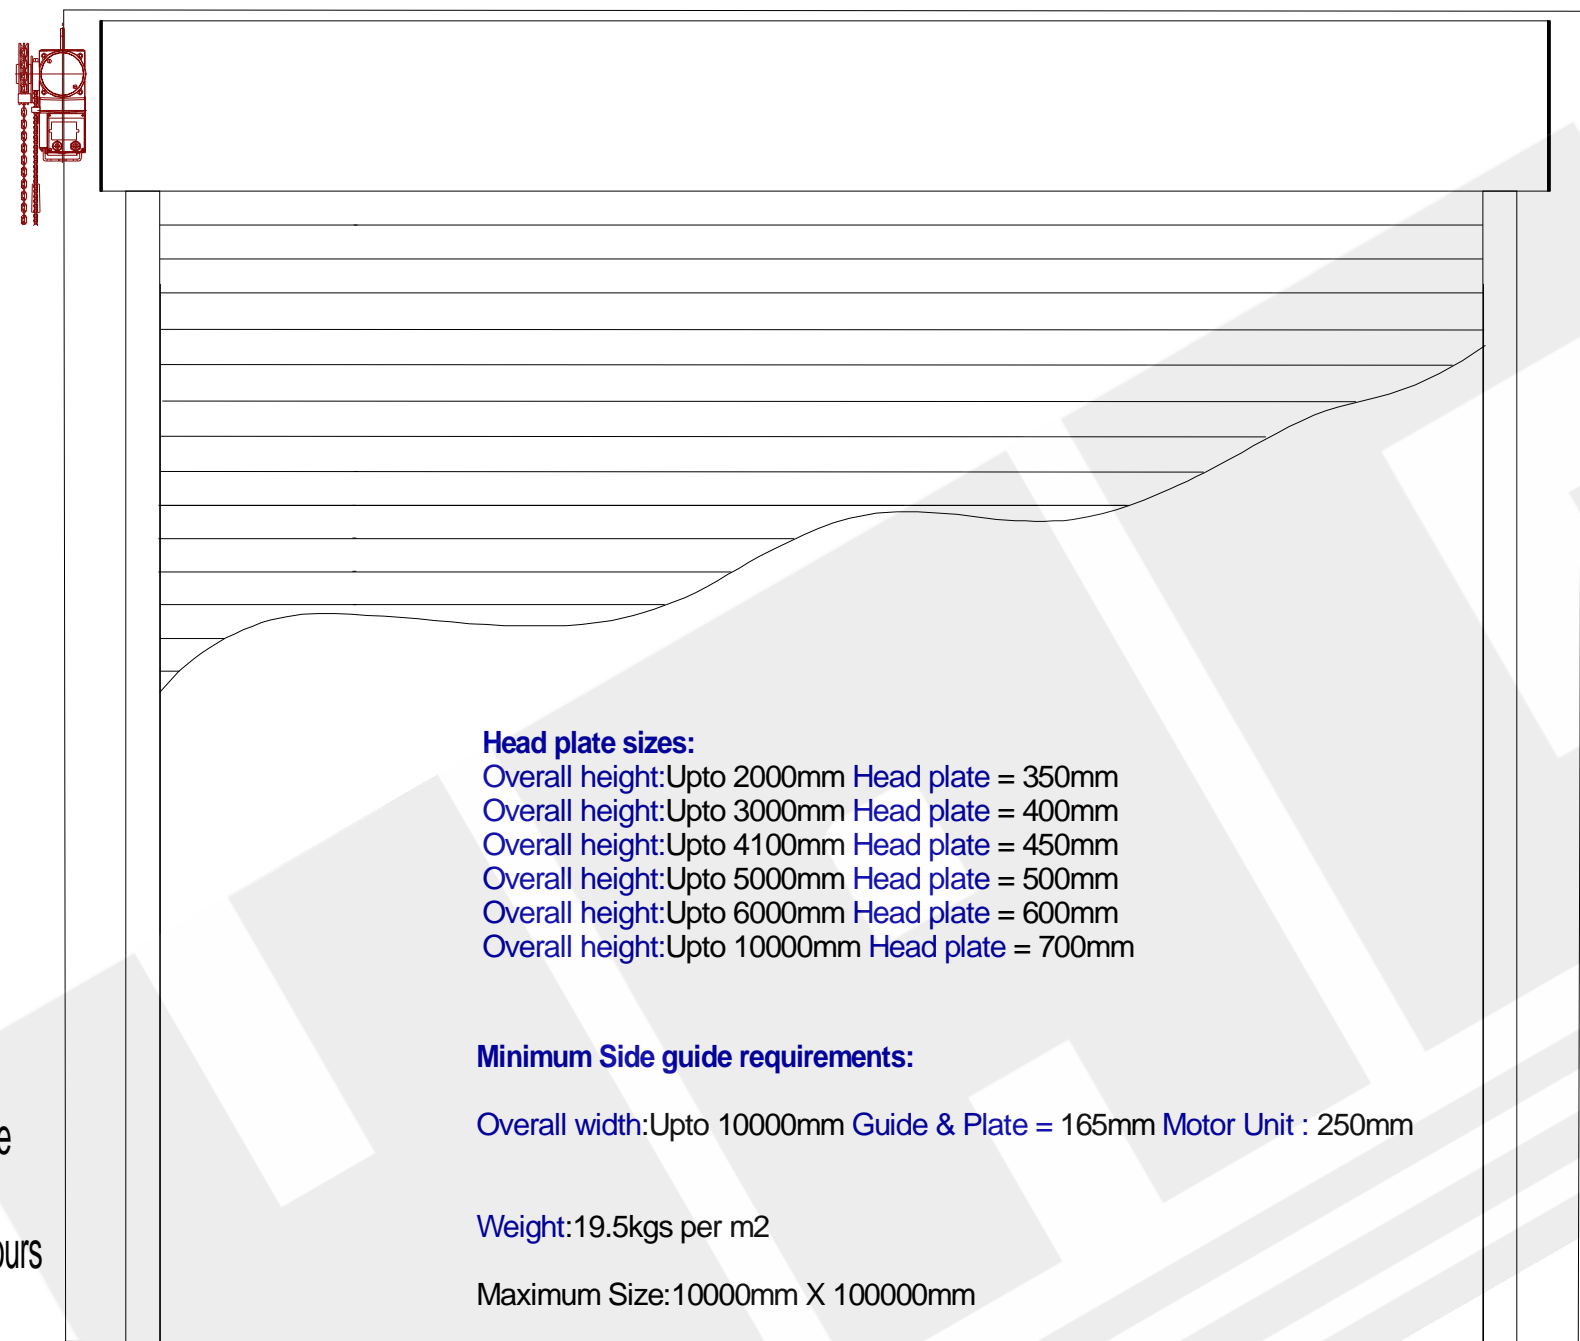 Head plate sizes:
Overall height:Upto 2000mm Head plate = 350mm
Overall height:Upto 3000mm Head plate = 400mm
Overall height:Upto 4100mm Head plate = 450mm
Overall height:Upto 5000mm Head plate = 500mm
Overall height:Upto 6000mm Head plate = 600mm
Overall height:Upto 10000mm Head plate = 700mm
Minimum Side guide requirements:
Overall width:Upto 10000mm Guide & Plate = 165mm Motor Unit : 250mm
Weight:19.5kgs per m2
Maximum Size:10000mm X 100000mm